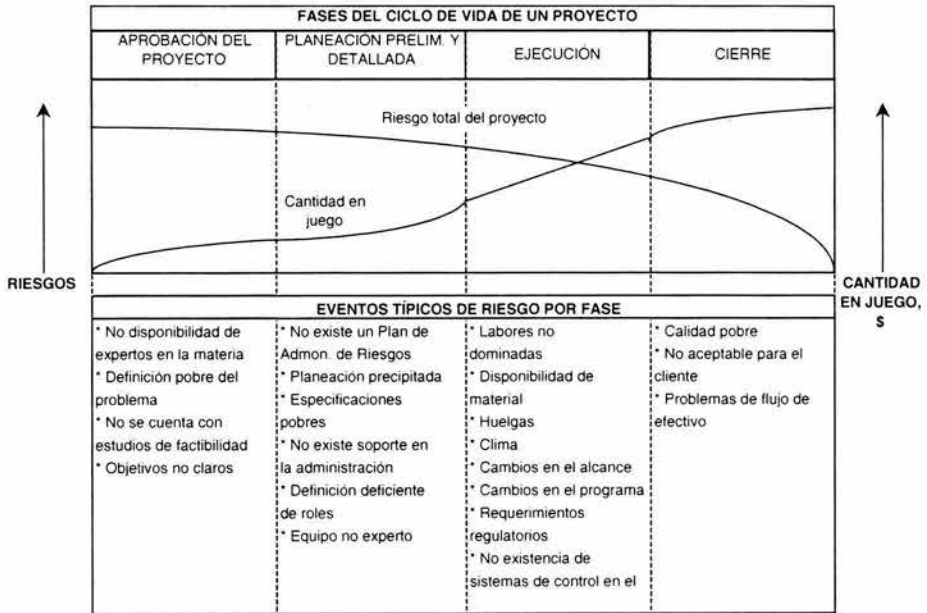 FASES DEL CICLO DE VIDA DE UN PROYECTO
APROBACIÓN DEL
PROYECTO
PLANEACIÓN PRELIM. Y
DETALLADA
EJECUCIÓN
CIERRE
Riesgo total del proyecto
Cantidad en
juego
RIESGOS
CANTIDAD
EN JUEGO,
$
EVENTOS TÍPICOS DE RIESGO POR FASE
* No disponibilidad de
expertos en la materia
* Definición pobre del
problema
* No se cuenta con
estudios de factibilidad
* Objetivos no claros
* No existe un Plan de
Admon. de Riesgos
* Planeación precipitada
* Especificaciones
pobres
* No existe soporte en
la administración
* Definición deficiente
de roles
* Equipo no experto
* Labores no
dominadas
* Disponibilidad de
material
* Huelgas
* Clima
* Cambios en el alcance
* Cambios en el programa
* Requerimientos
regulatorios
* No existencia de
sistemas de control en el
* Calidad pobre
* No aceptable para el
cliente
* Problemas de flujo de
efectivo